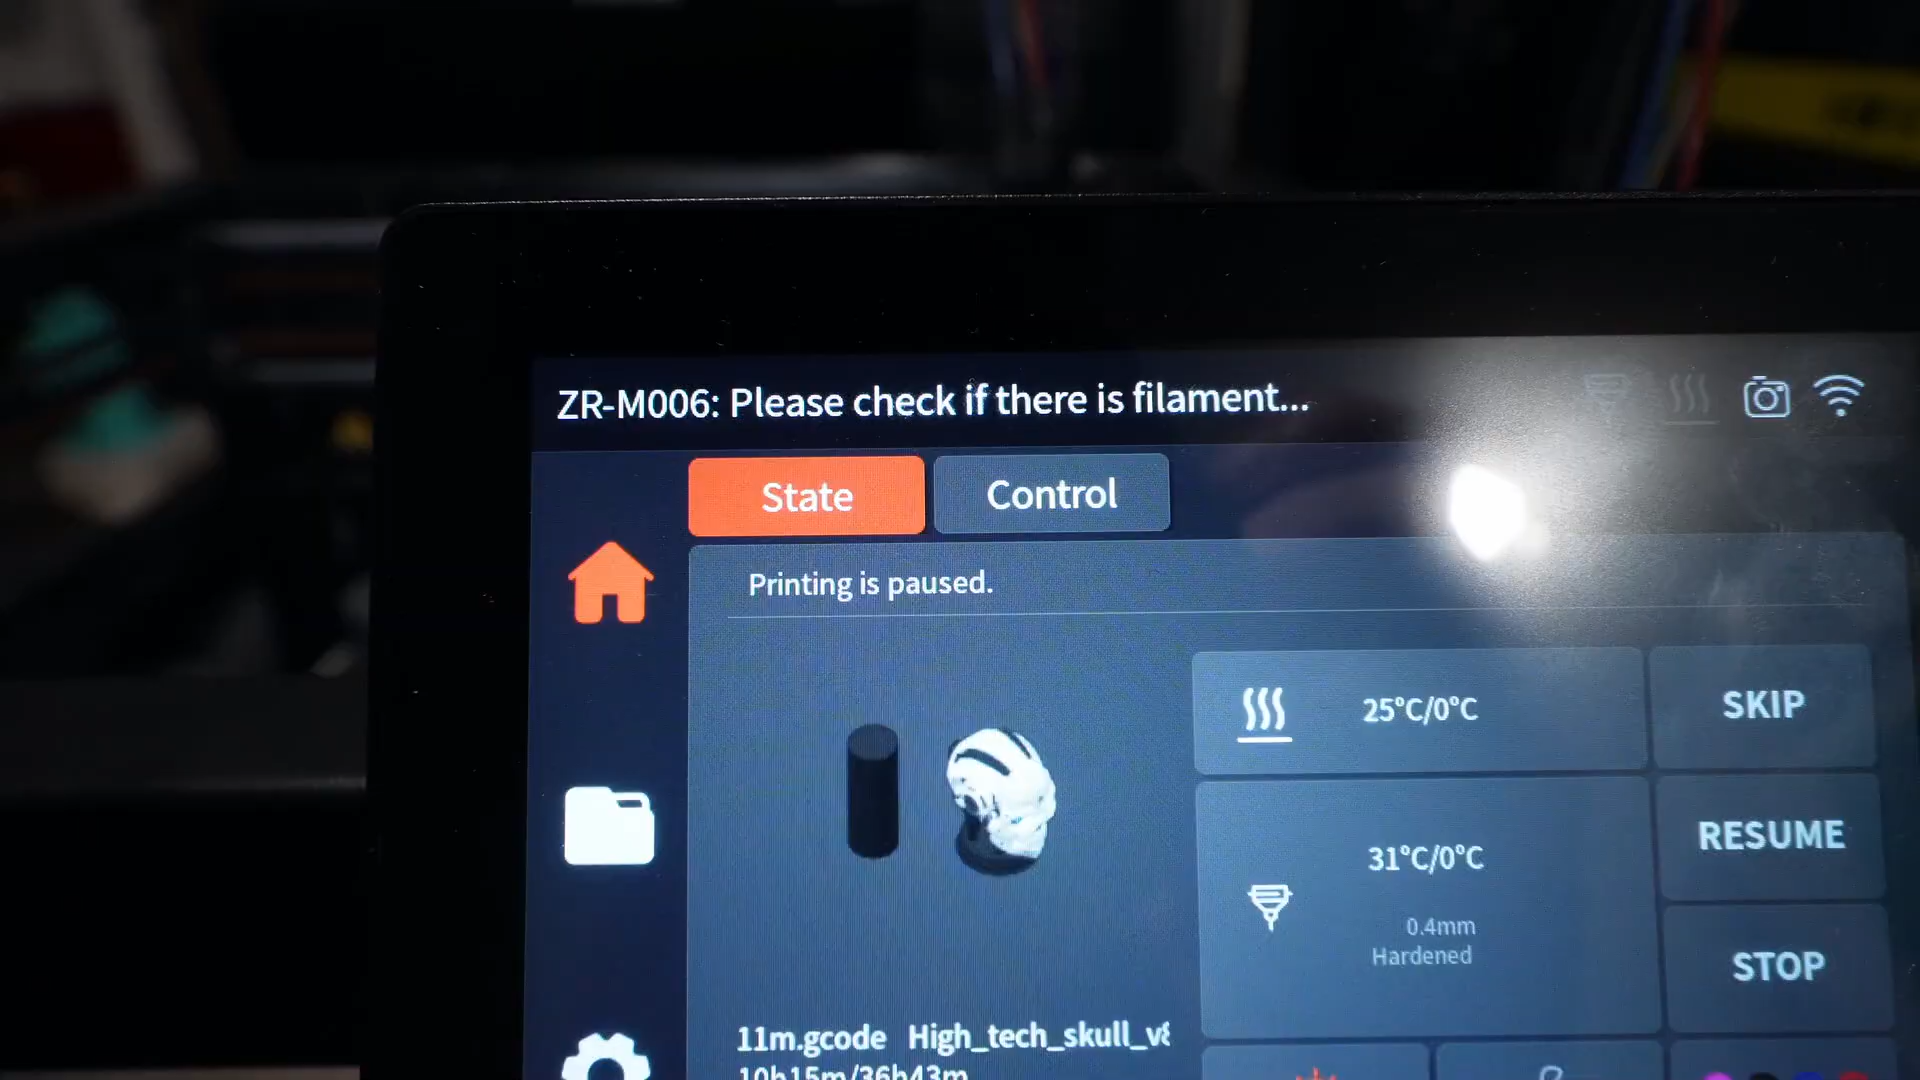 ZR-M006: Please check if there is filament...
State
Control
Printing is paused.
25°C/0°C
SKIP
31°C/0°C
0.4mm
Hardened
RESUME
STOP
11m.gcode High_tech_skull_v
10h15m/36h43m